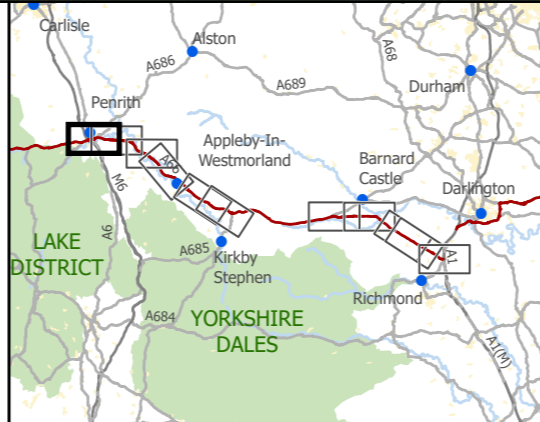 Carlisle
Alston
A686
A68
A689
Durham
Penrith
Appleby-In-
Westmorland
A66
Barnard
Castle
Darlington
M6
A6
LAKE
DISTRICT
A685
Kirkby
Stephen
A1
Richmond
A684
YORKSHIRE
DALES
A1(M)